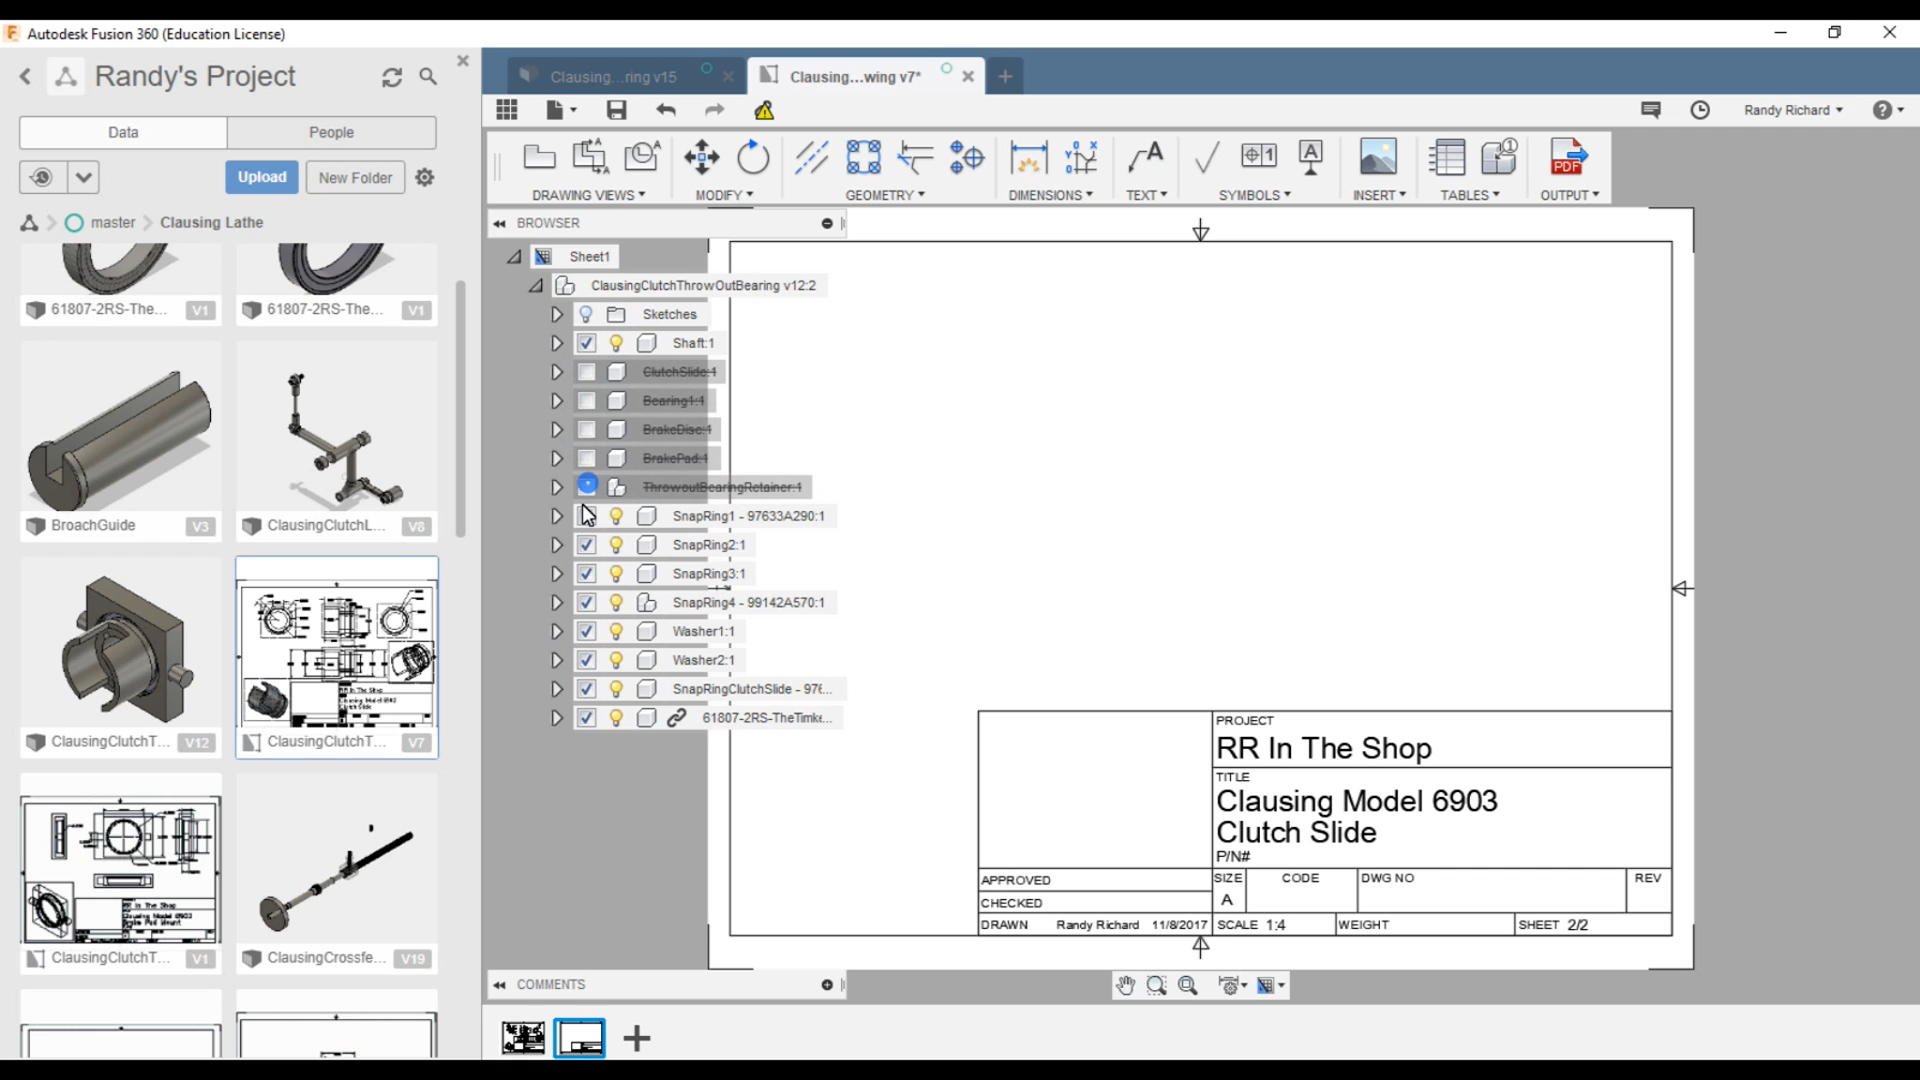 Autodesk Fusion 360 (Education License)
Randy's Project
Data
People
Upload
New Folder
master
Clausing Lathe
61807-2RS-The...
V1
61807-2RS-The...
V1
BroachGuide
V3
ClausingClutchL...
V8
ClausingClutchT...
V12
ClausingClutchT...
V7
ClausingClutchT...
V1
ClausingCrossfe...
V19
Clausing...ring v15
Clausing...wing v7*
Randy Richard
DRAWING VIEWS
MODIFY
GEOMETRY
DIMENSIONS
TEXT
SYMBOLS
INSERT
TABLES
OUTPUT
PDF
BROWSER
Sheet1
ClausingClutchThrowOutBearing v12:2
Sketches
Shaft:1
ClutchSlide:1
Bearing1:1
BrakeDisc:1
BrakePad:1
ThrowoutBearingRetainer:1
SnapRing1 - 97633A290:1
SnapRing2:1
SnapRing3:1
SnapRing4 - 99142A570:1
Washer1:1
Washer2:1
SnapRingClutchSlide - 976...
61807-2RS-TheTimke...
PROJECT
RR In The Shop
TITLE
Clausing Model 6903
Clutch Slide
P/N#
APPROVED
CHECKED
DRAWN Randy Richard 11/8/2017
SIZE
A
CODE
DWG NO
REV
SCALE 1:4
WEIGHT
SHEET 2/2
COMMENTS